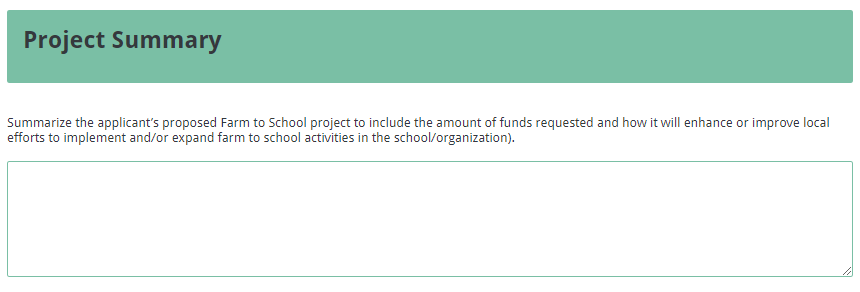 Project Summary
Summarize the applicant's proposed Farm to School project to include the amount of funds requested and how it will enhance or improve local
efforts to implement and/or expand farm to school activities in the school/organization).